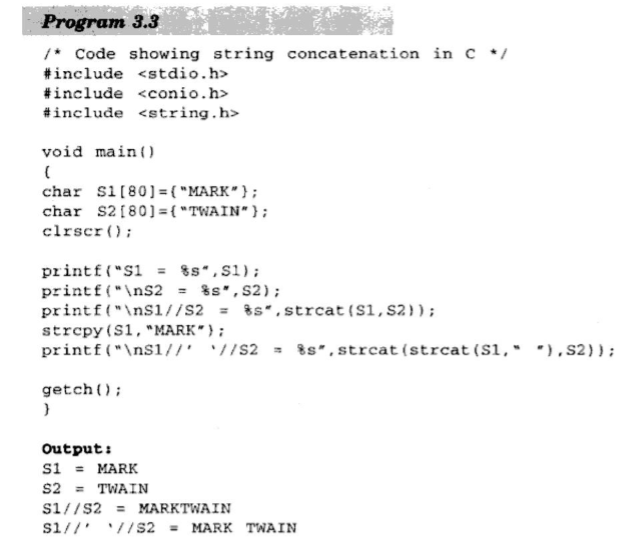 Program 3.3
/* Code showing string concatenation in C */
#include <stdio.h>
#include <conio.h>
#include <string.h>
void main()
{
char S1[80]={"MARK"};
char S2[80]={"TWAIN"};
clrscr();
printf("S1 = %s",S1);
printf("\nS2 = %s",S2);
printf("\nS1//S2 = %s",strcat(S1,S2));
strcpy(S1,"MARK");
printf("\nS1//' '//S2 = %s",strcat(strcat(S1," "),S2));
getch();
}
Output:
S1 = MARK
S2 = TWAIN
S1//S2 = MARKTWAIN
S1//' '//S2 = MARK TWAIN